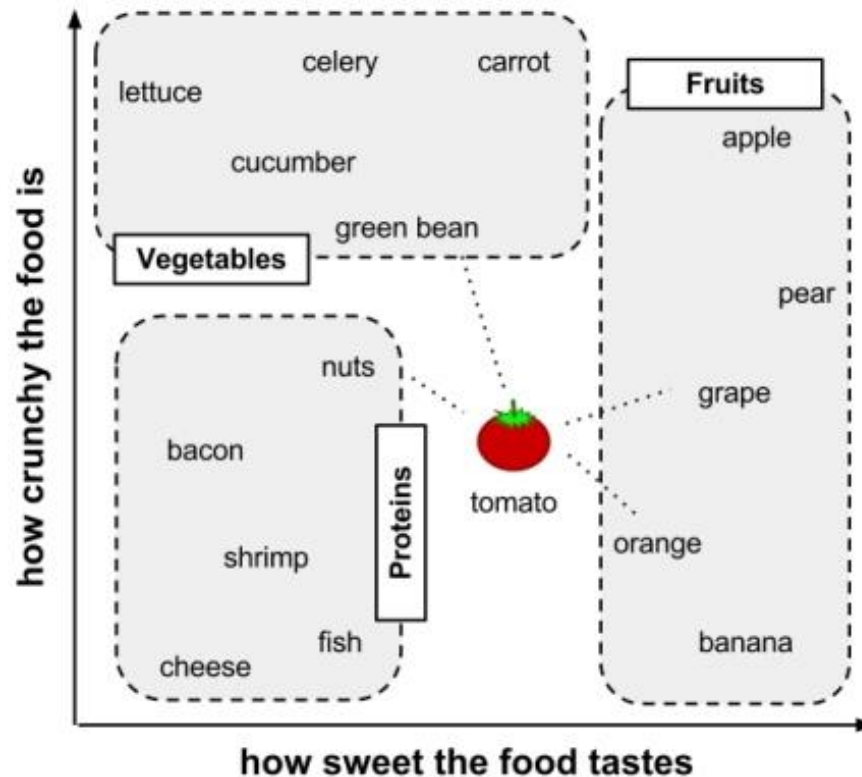 how crunchy the food is
celery
carrot
lettuce
cucumber
green bean
Vegetables
Fruits
apple
pear
grape
orange
banana
nuts
bacon
shrimp
fish
cheese
Proteins
tomato
how sweet the food tastes